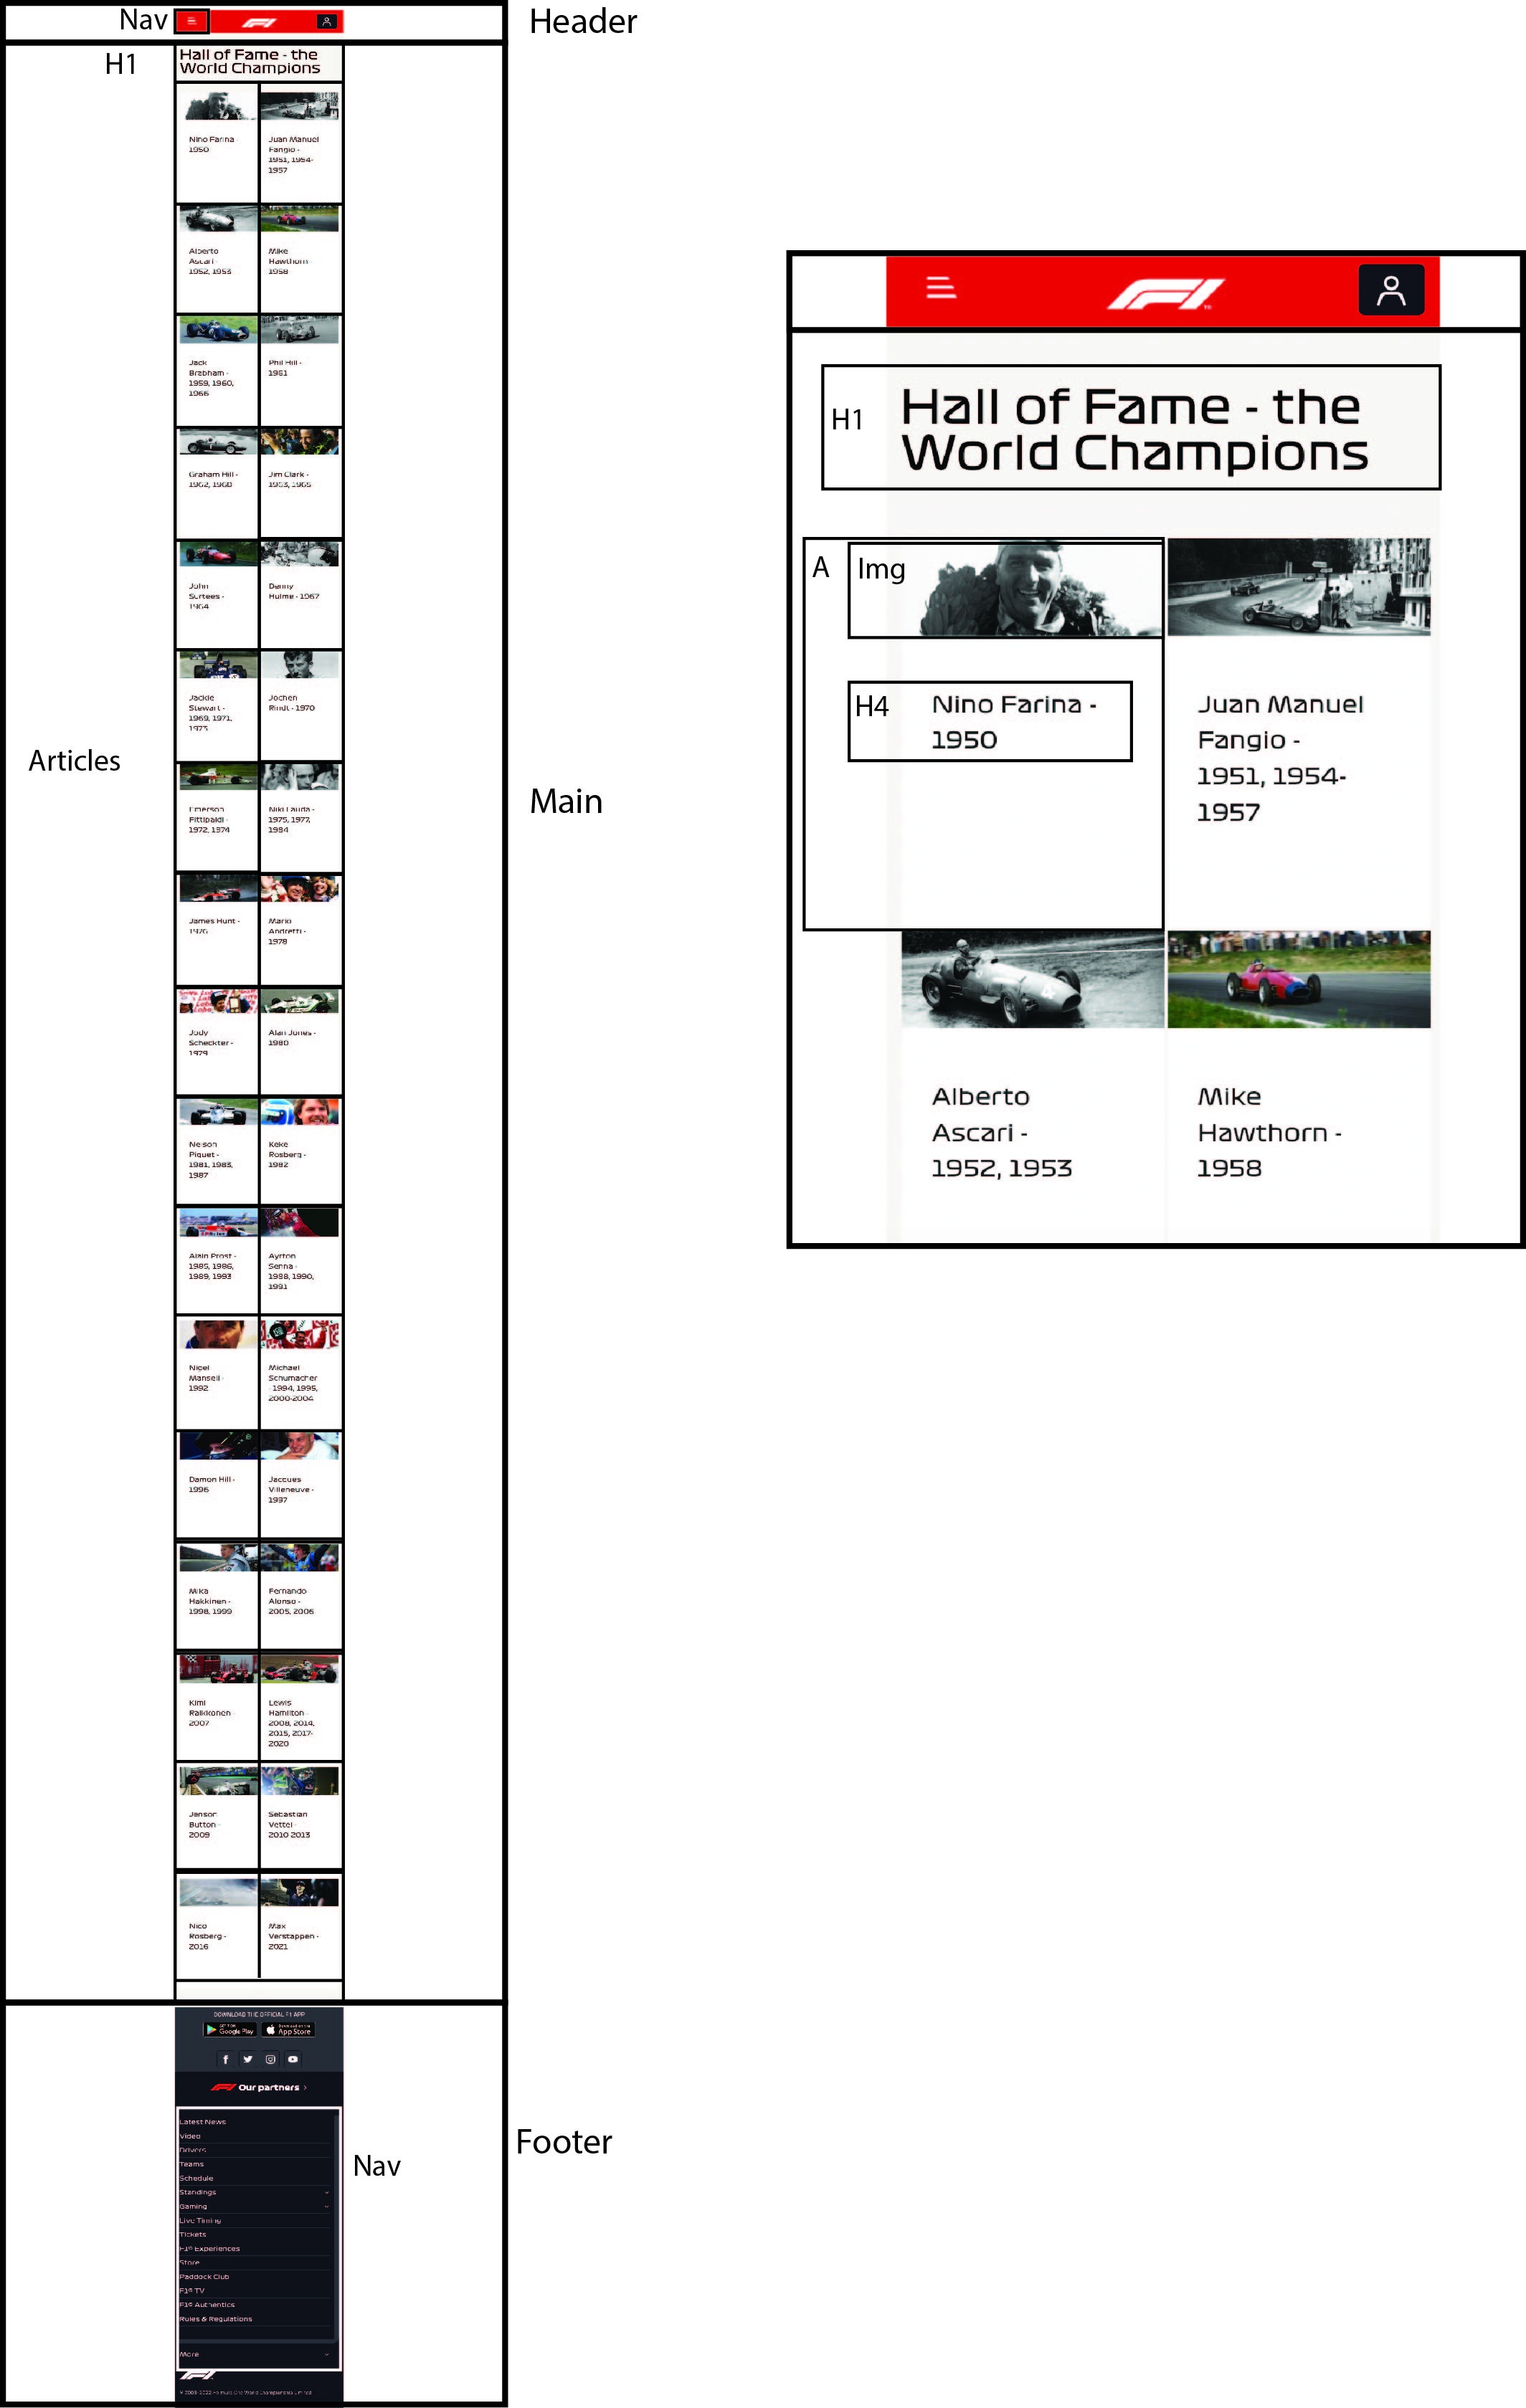 Nav
Header
H1
Hall of Fame - the
World Champions
Nino Farina
1950
Juan Manuel
Fangio -
1951, 1954-
1957
Alberto
Ascari -
1952, 1953
Mike
Hawthorn -
1958
Jack
Brabham -
1959, 1960,
1966
Phil Hill -
1961
Graham Hill -
1962, 1968
Jim Clark -
1963, 1965
John
Surtees -
1964
Denny
Hulme - 1967
Jackie
Stewart -
1969, 1971,
1973
Jochen
Rindt - 1970
Articles
Main
Emerson
Fittipaldi -
1972, 1974
Niki Lauda -
1975, 1977,
1984
James Hunt -
1976
Mario
Andretti -
1978
Jody
Scheckter -
1979
Alan Jones -
1980
Nelson
Piquet -
1981, 1983,
1987
Keke
Rosberg -
1982
Alain Prost -
1985, 1986,
1989, 1993
Ayrton
Senna -
1988, 1990,
1991
Nigel
Mansell -
1992
Michael
Schumacher
- 1994, 1995,
2000-2004
Damon Hill -
1996
Jacques
Villeneuve -
1997
Mika
Hakkinen -
1998, 1999
Fernando
Alonso -
2005, 2006
Kimi
Raikkonen -
2007
Lewis
Hamilton -
2008, 2014,
2015, 2017-
2020
Jenson
Button -
2009
Sebastian
Vettel -
2010-2013
Nico
Rosberg -
2016
Max
Verstappen -
2021
DOWNLOAD THE OFFICIAL F1 APP
GET IT ON
Google Play
Download on the
App Store
Our partners
Latest News
Video
Drivers
Teams
Schedule
Standings
Gaming
Live Timing
Tickets
F1® Experiences
Store
Paddock Club
F1® TV
F1® Authentics
Rules & Regulations
More
© 2003-2022 Formula One World Championship Limited
Nav
Footer
F1
H1
Hall of Fame - the
World Champions
A
Img
H4
Nino Farina -
1950
Juan Manuel
Fangio -
1951, 1954-
1957
Alberto
Ascari -
1952, 1953
Mike
Hawthorn -
1958